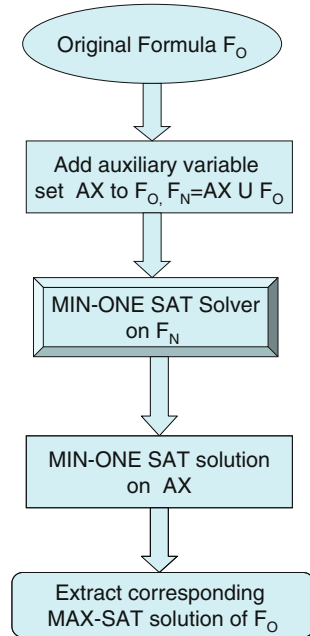 Original Formula F_O
Add auxiliary variable
set AX to F_O, F_N=AX U F_O
MIN-ONE SAT Solver
on F_N
MIN-ONE SAT solution
on AX
Extract corresponding
MAX-SAT solution of F_O